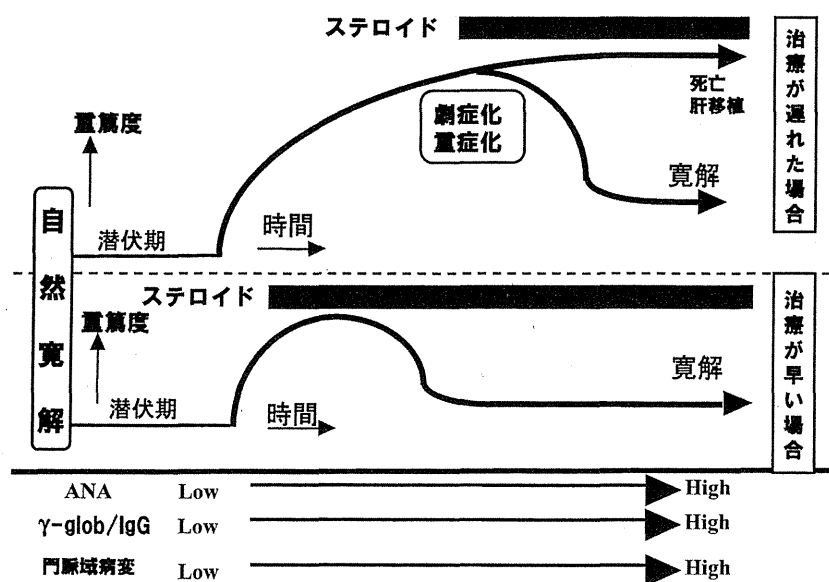 ステロイド
治療が遅れた場合
死亡
肝移植
重篤度
劇症化
重症化
寛解
自然寛解
潜伏期
時間
ステロイド
治療が早い場合
重篤度
寛解
潜伏期
時間
ANA Low High
γ-glob/IgG Low High
門脈域病変 Low High